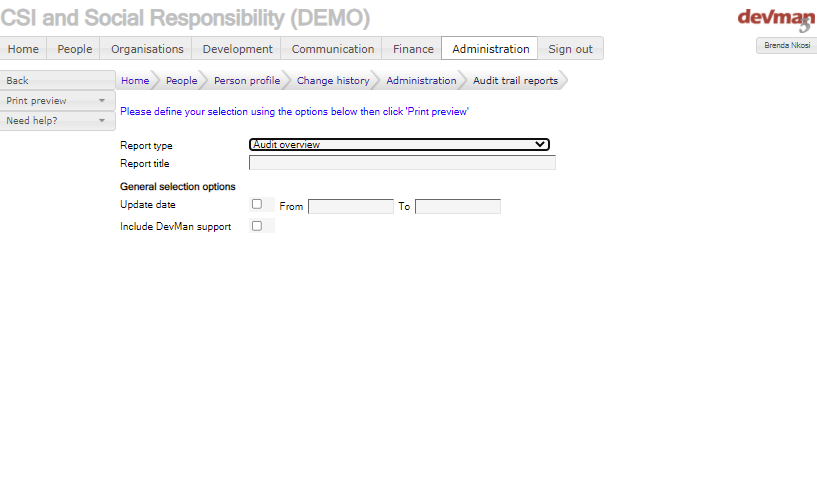 CSI and Social Responsibility (DEMO)
devman 3
Home People Organisations Development Communication Finance Administration Sign out
Brenda Nkosi
Back
Print preview
Need help?
Home People Person profile Change history Administration Audit trail reports
Please define your selection using the options below then click 'Print preview'
Report type Audit overview
Report title
General selection options
Update date From To
Include DevMan support